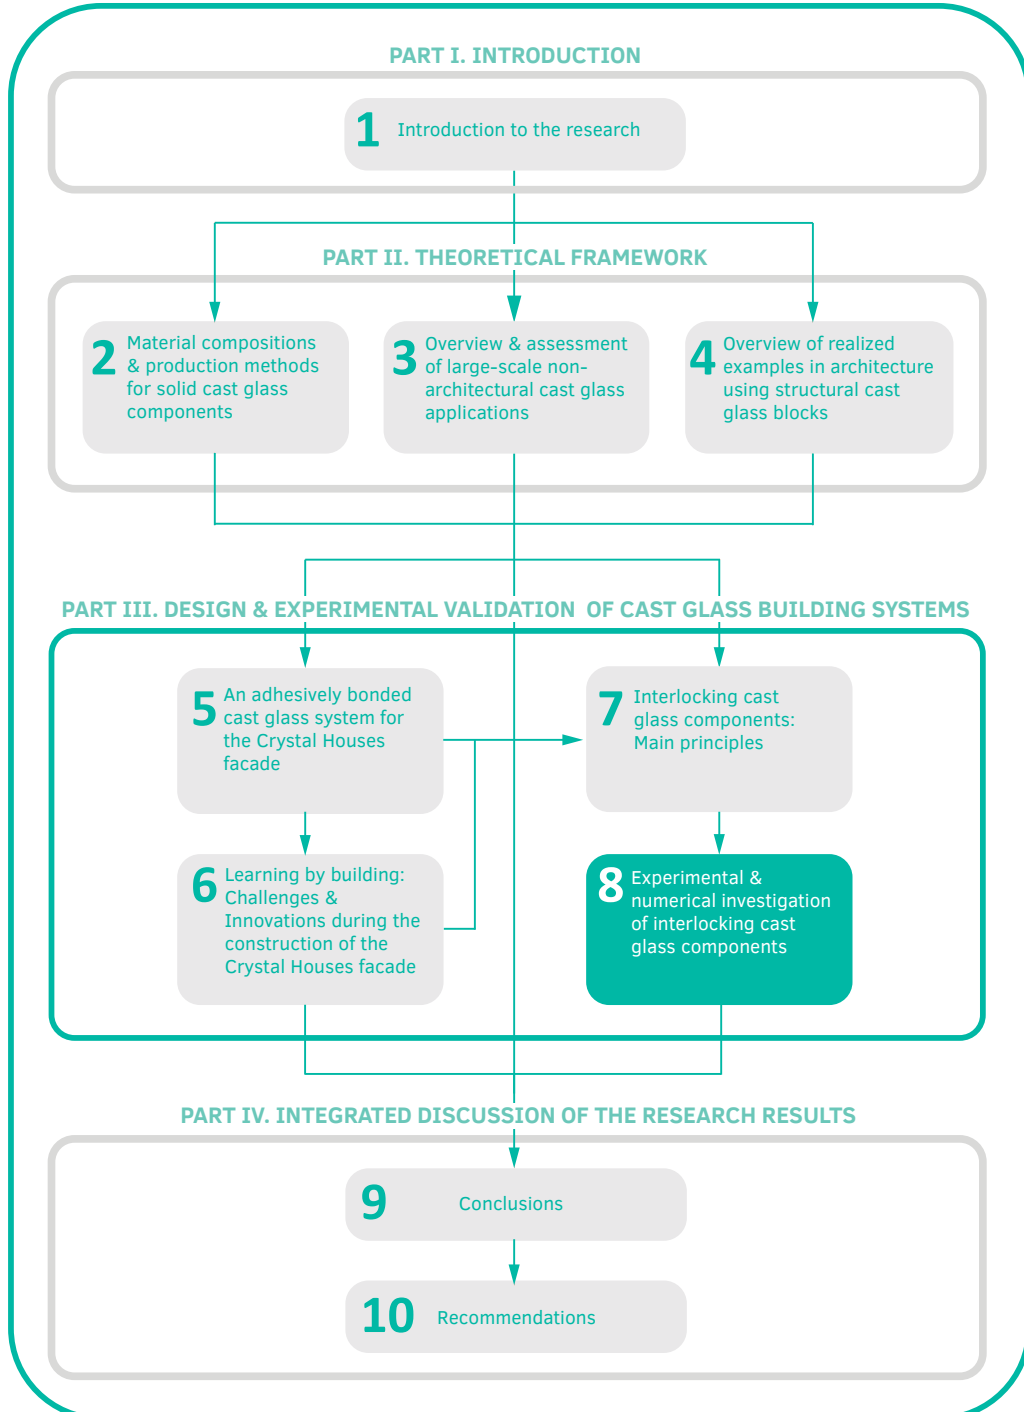 PART I. INTRODUCTION
1 Introduction to the research
PART II. THEORETICAL FRAMEWORK
2 Material compositions
& production methods
for solid cast glass
components
3 Overview & assessment
of large-scale non-
architectural cast glass
applications
4 Overview of realized
examples in architecture
using structural cast
glass blocks
PART III. DESIGN & EXPERIMENTAL VALIDATION OF CAST GLASS BUILDING SYSTEMS
5 An adhesively bonded
cast glass system for
the Crystal Houses
facade
7 Interlocking cast
glass components:
Main principles
6 Learning by building:
Challenges &
Innovations during the
construction of the
Crystal Houses facade
8 Experimental &
numerical investigation
of interlocking cast
glass components
PART IV. INTEGRATED DISCUSSION OF THE RESEARCH RESULTS
9 Conclusions
10 Recommendations